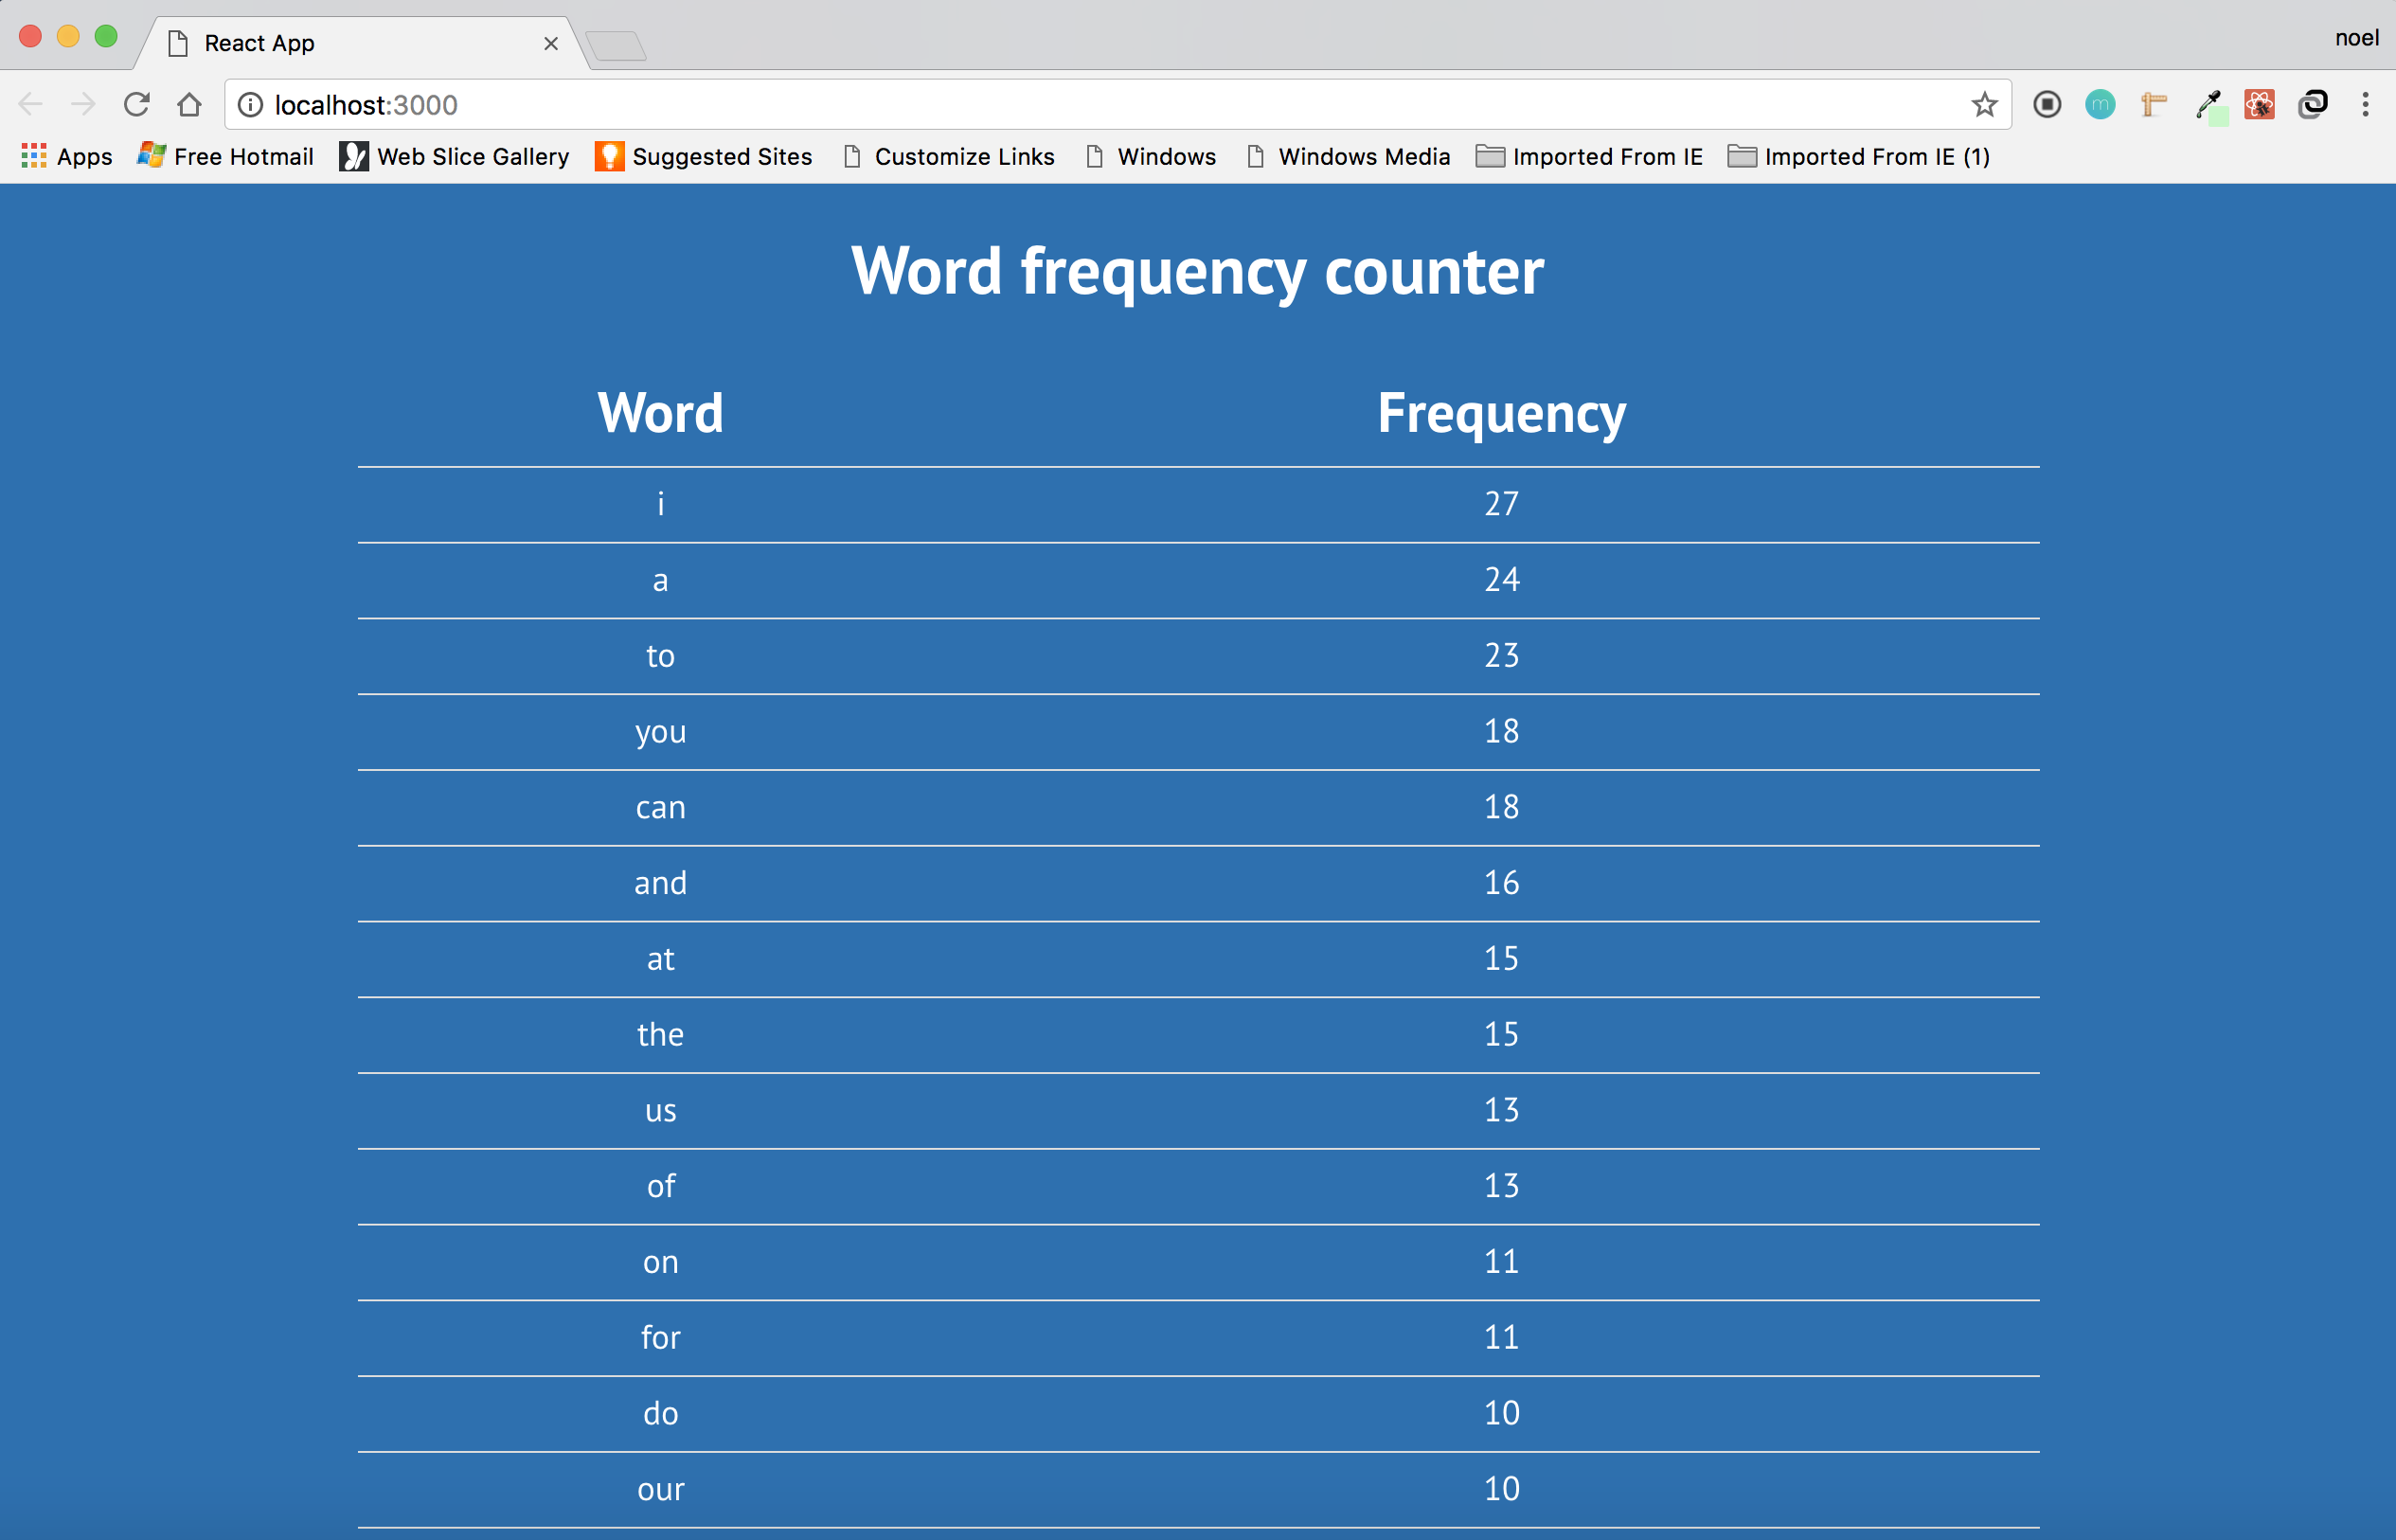 React App
noel
localhost:3000
m
Apps Free Hotmail Web Slice Gallery Suggested Sites Customize Links Windows Windows Media Imported From IE Imported From IE (1)
Word frequency counter
Word Frequency
i 27
a 24
to 23
you 18
can 18
and 16
at 15
the 15
us 13
of 13
on 11
for 11
do 10
our 10